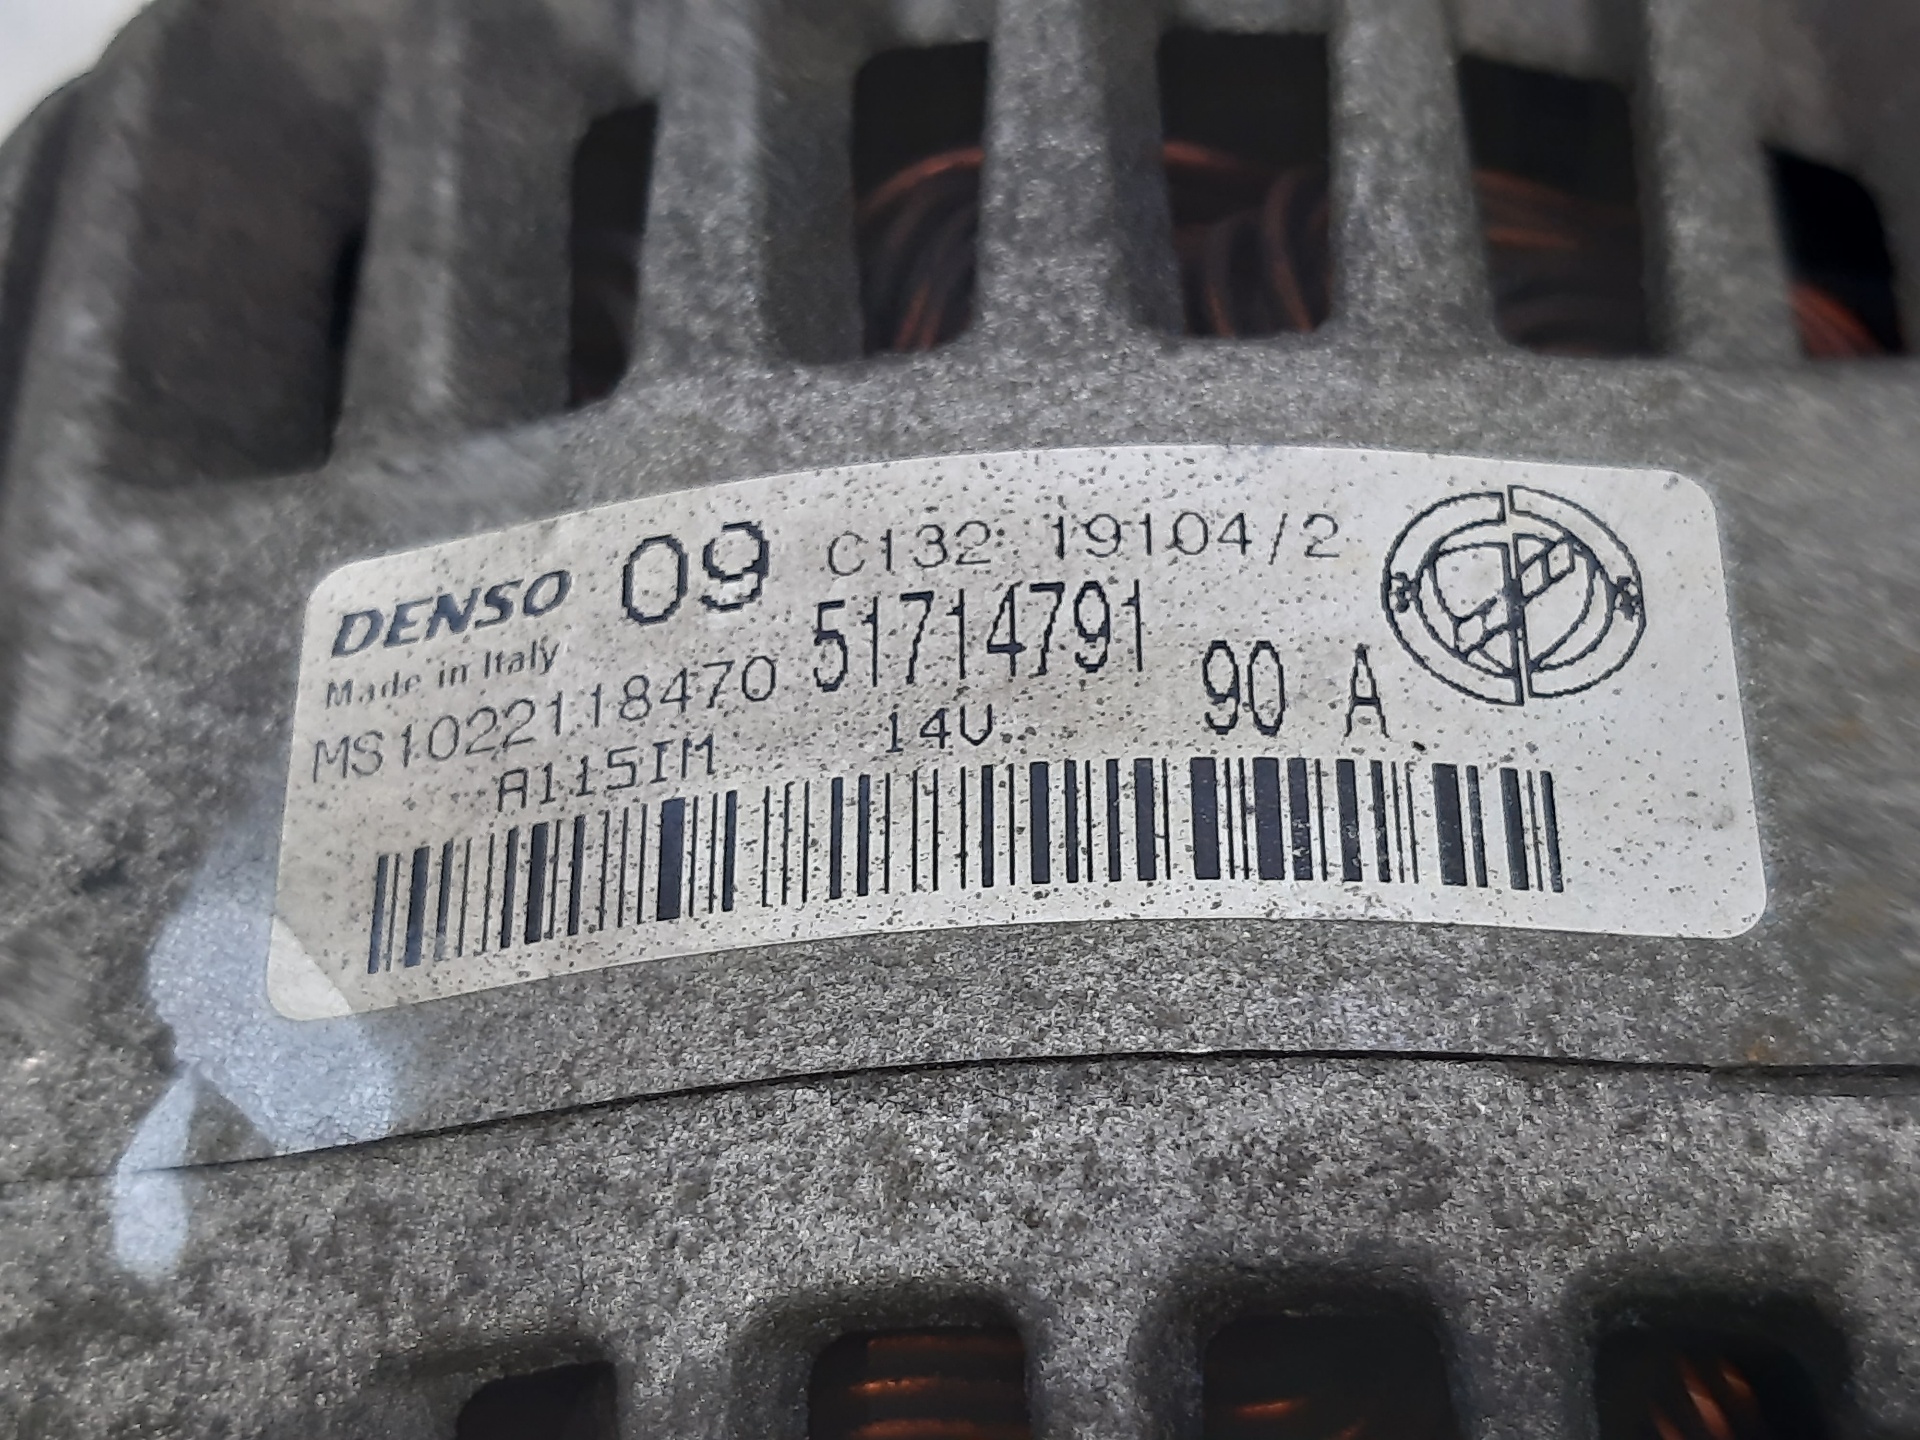 DENSO 09 C132 19104/2
Made in Italy
MS1022118470 51714791 90 A
A115IM 14V